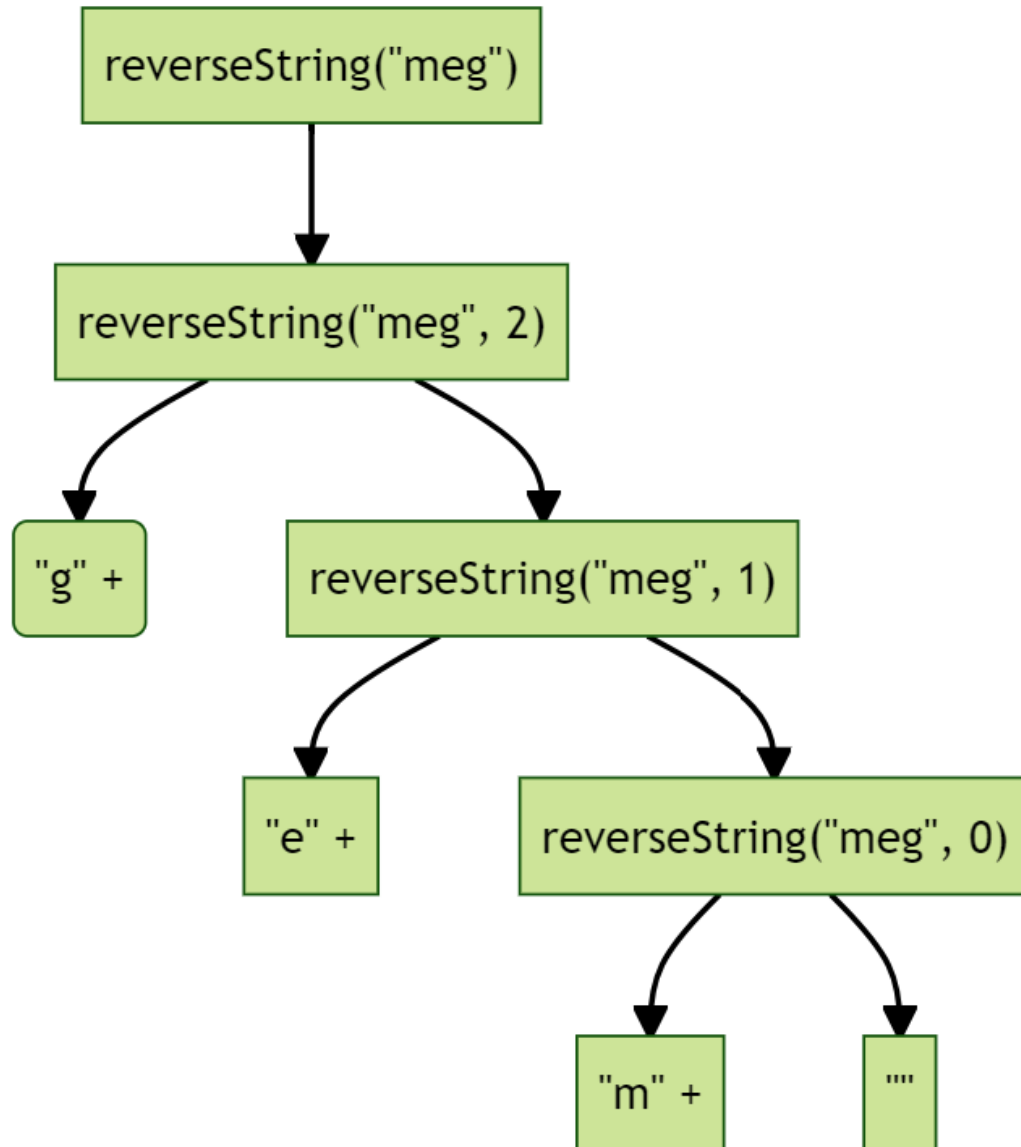 reverseString("meg")
reverseString("meg", 2)
"g" +
reverseString("meg", 1)
"e" +
reverseString("meg", 0)
"m" +
""